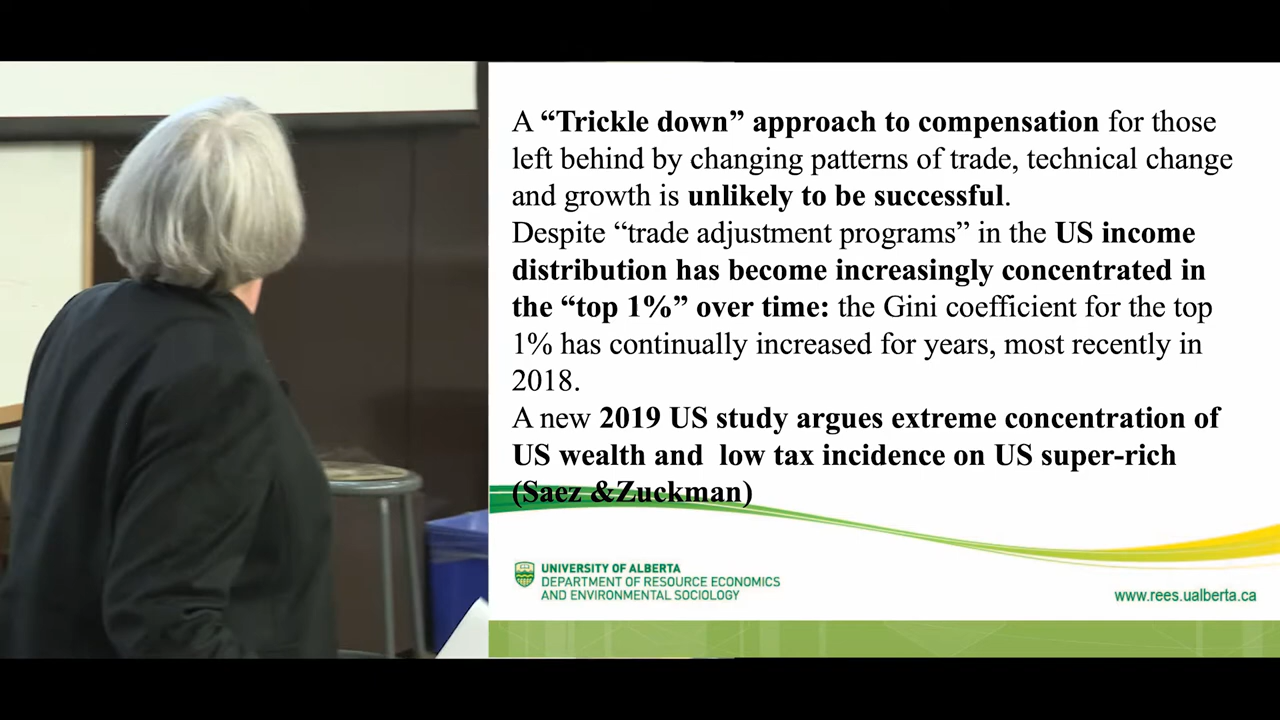 A “Trickle down” approach to compensation for those
left behind by changing patterns of trade, technical change
and growth is unlikely to be successful.
Despite “trade adjustment programs” in the US income
distribution has become increasingly concentrated in
the “top 1%” over time: the Gini coefficient for the top
1% has continually increased for years, most recently in
2018.
A new 2019 US study argues extreme concentration of
US wealth and  low tax incidence on US super-rich
(Saez &Zuckman)
UNIVERSITY OF ALBERTA
DEPARTMENT OF RESOURCE ECONOMICS
AND ENVIRONMENTAL SOCIOLOGY
www.rees.ualberta.ca